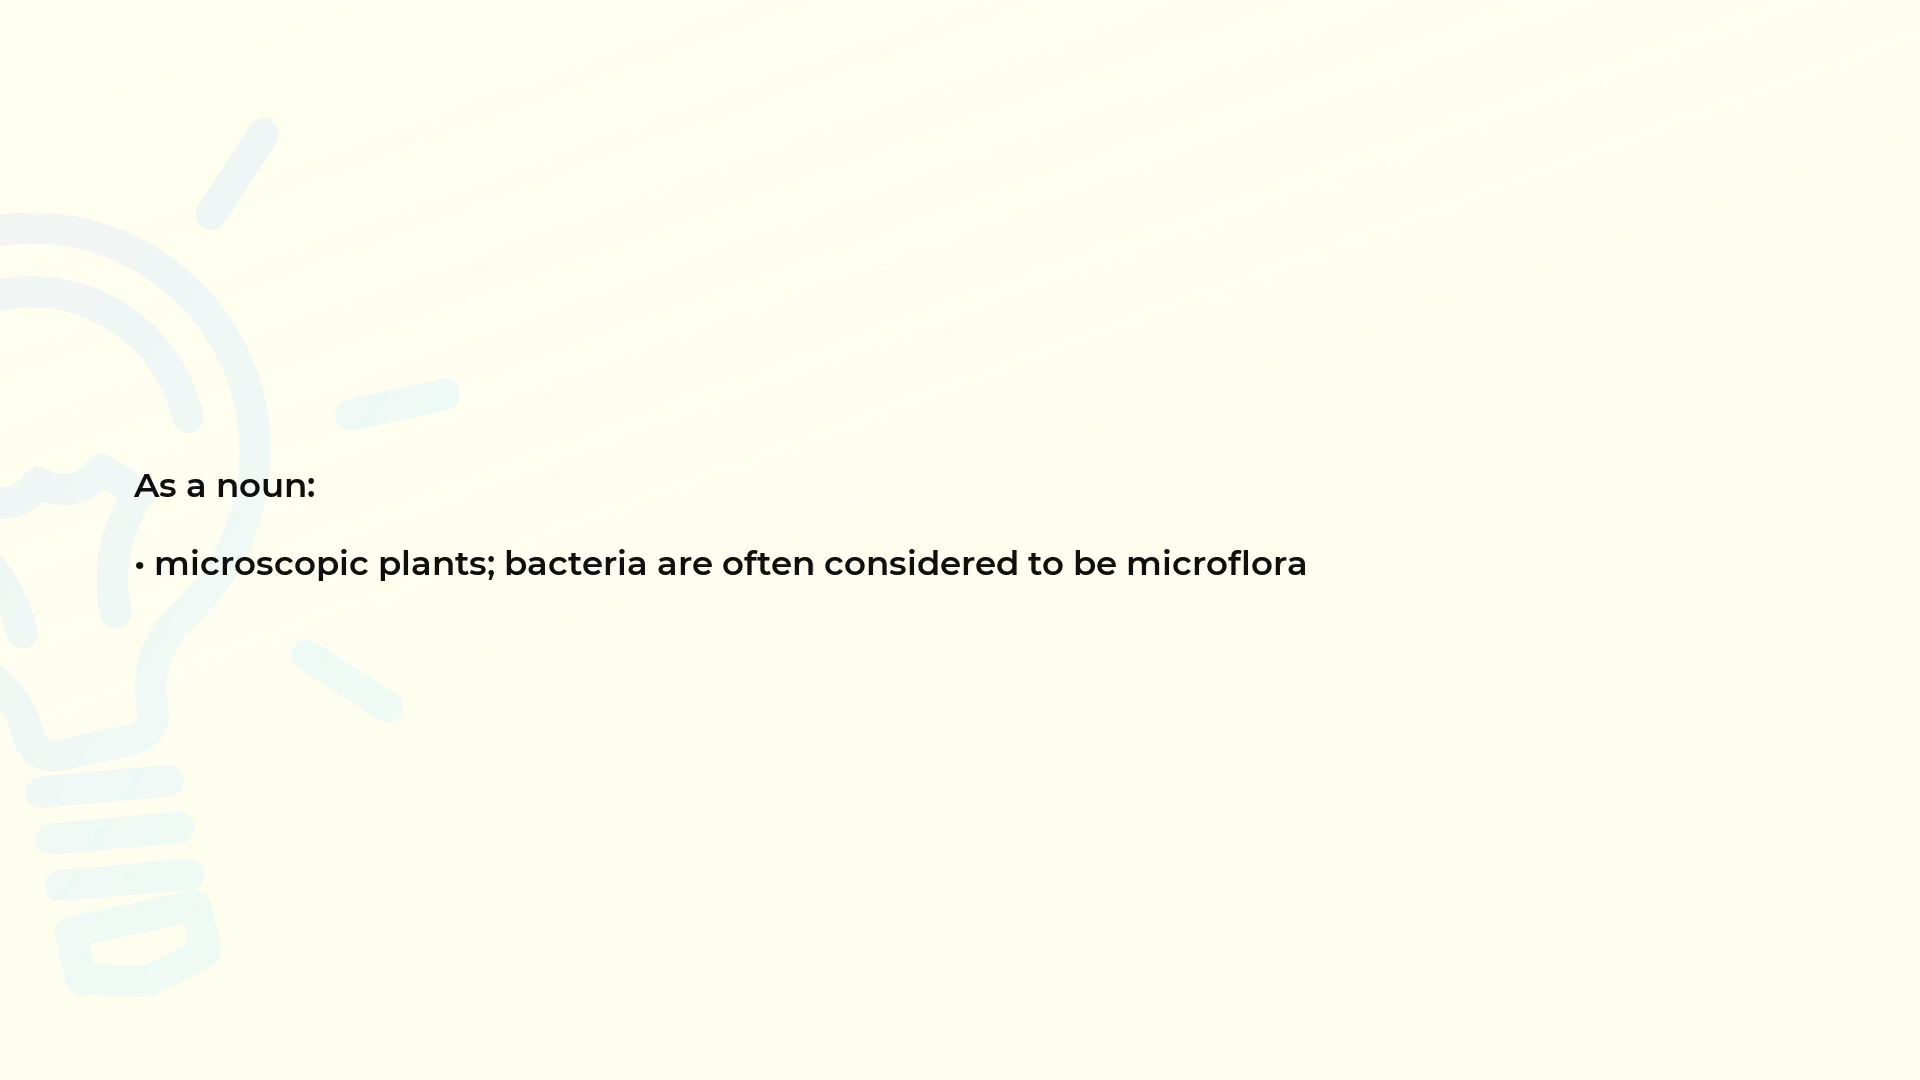 As a noun:
• microscopic plants; bacteria are often considered to be microflora